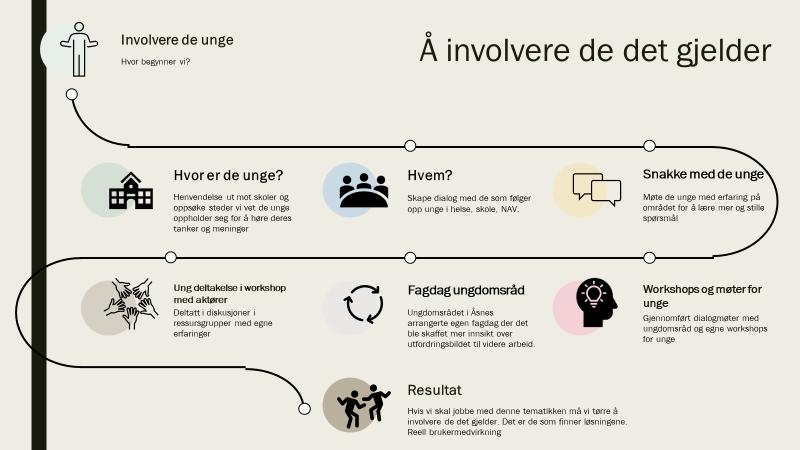 Å involvere de det gjelder
Involvere de unge
Hvor begynner vi?
Hvor er de unge?
Henvendelse ut mot skoler og
oppsøke steder vi vet de unge
oppholder seg for å høre deres
tanker og meninger
Hvem?
Skape dialog med de som følger
opp unge i helse, skole, NAV.
Snakke med de unge
Møte de unge med erfaring på
området for å lære mer og stille
spørsmål
Ung deltakelse i workshop
med aktører
Deltatt i diskusjoner i
ressursgrupper med egne
erfaringer
Fagdag ungdomsråd
Ungdomsrådet i Åsnes
arrangerte egen fagdag der det
ble skaffet mer innsikt over
utfordringsbildet til videre arbeid.
Workshops og møter for
unge
Gjennomført dialogmøter med
ungdomsråd og egne workshops
for unge
Resultat
Hvis vi skal jobbe med denne tematikken må vi tørre å
involvere de det gjelder. Det er de som finner løsningene.
Reell brukermedvirkning